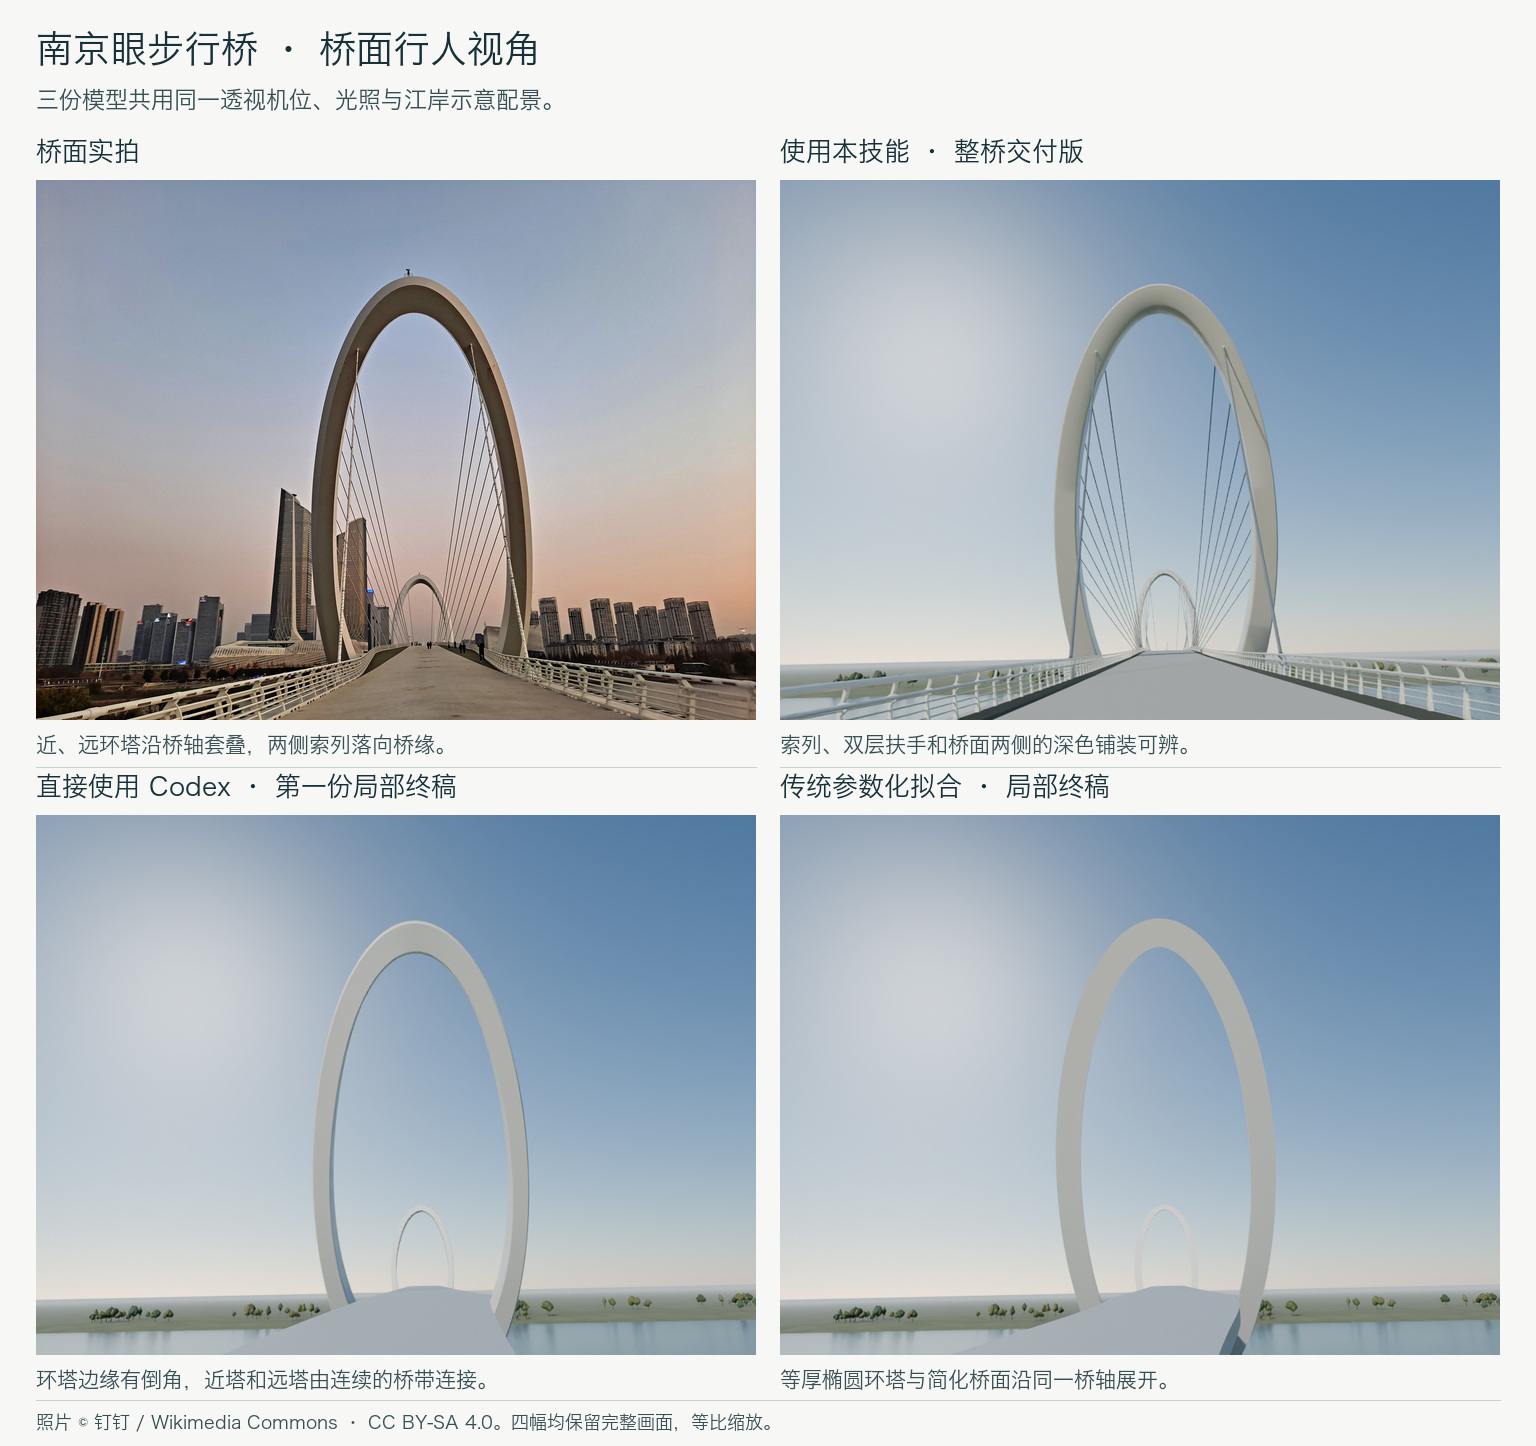 南京眼步行桥 · 桥面行人视角
三份模型共用同一透视机位、光照与江岸示意配景。
桥面实拍
使用本技能 · 整桥交付版
近、远环塔沿桥轴套叠，两侧索列落向桥缘。
索列、双层扶手和桥面两侧的深色铺装可辨。
直接使用 Codex · 第一份局部终稿
传统参数化拟合 · 局部终稿
环塔边缘有倒角，近塔和远塔由连续的桥带连接。
等厚椭圆环塔与简化桥面沿同一桥轴展开。
照片 © 钉钉 / Wikimedia Commons · CC BY-SA 4.0。四幅均保留完整画面，等比缩放。